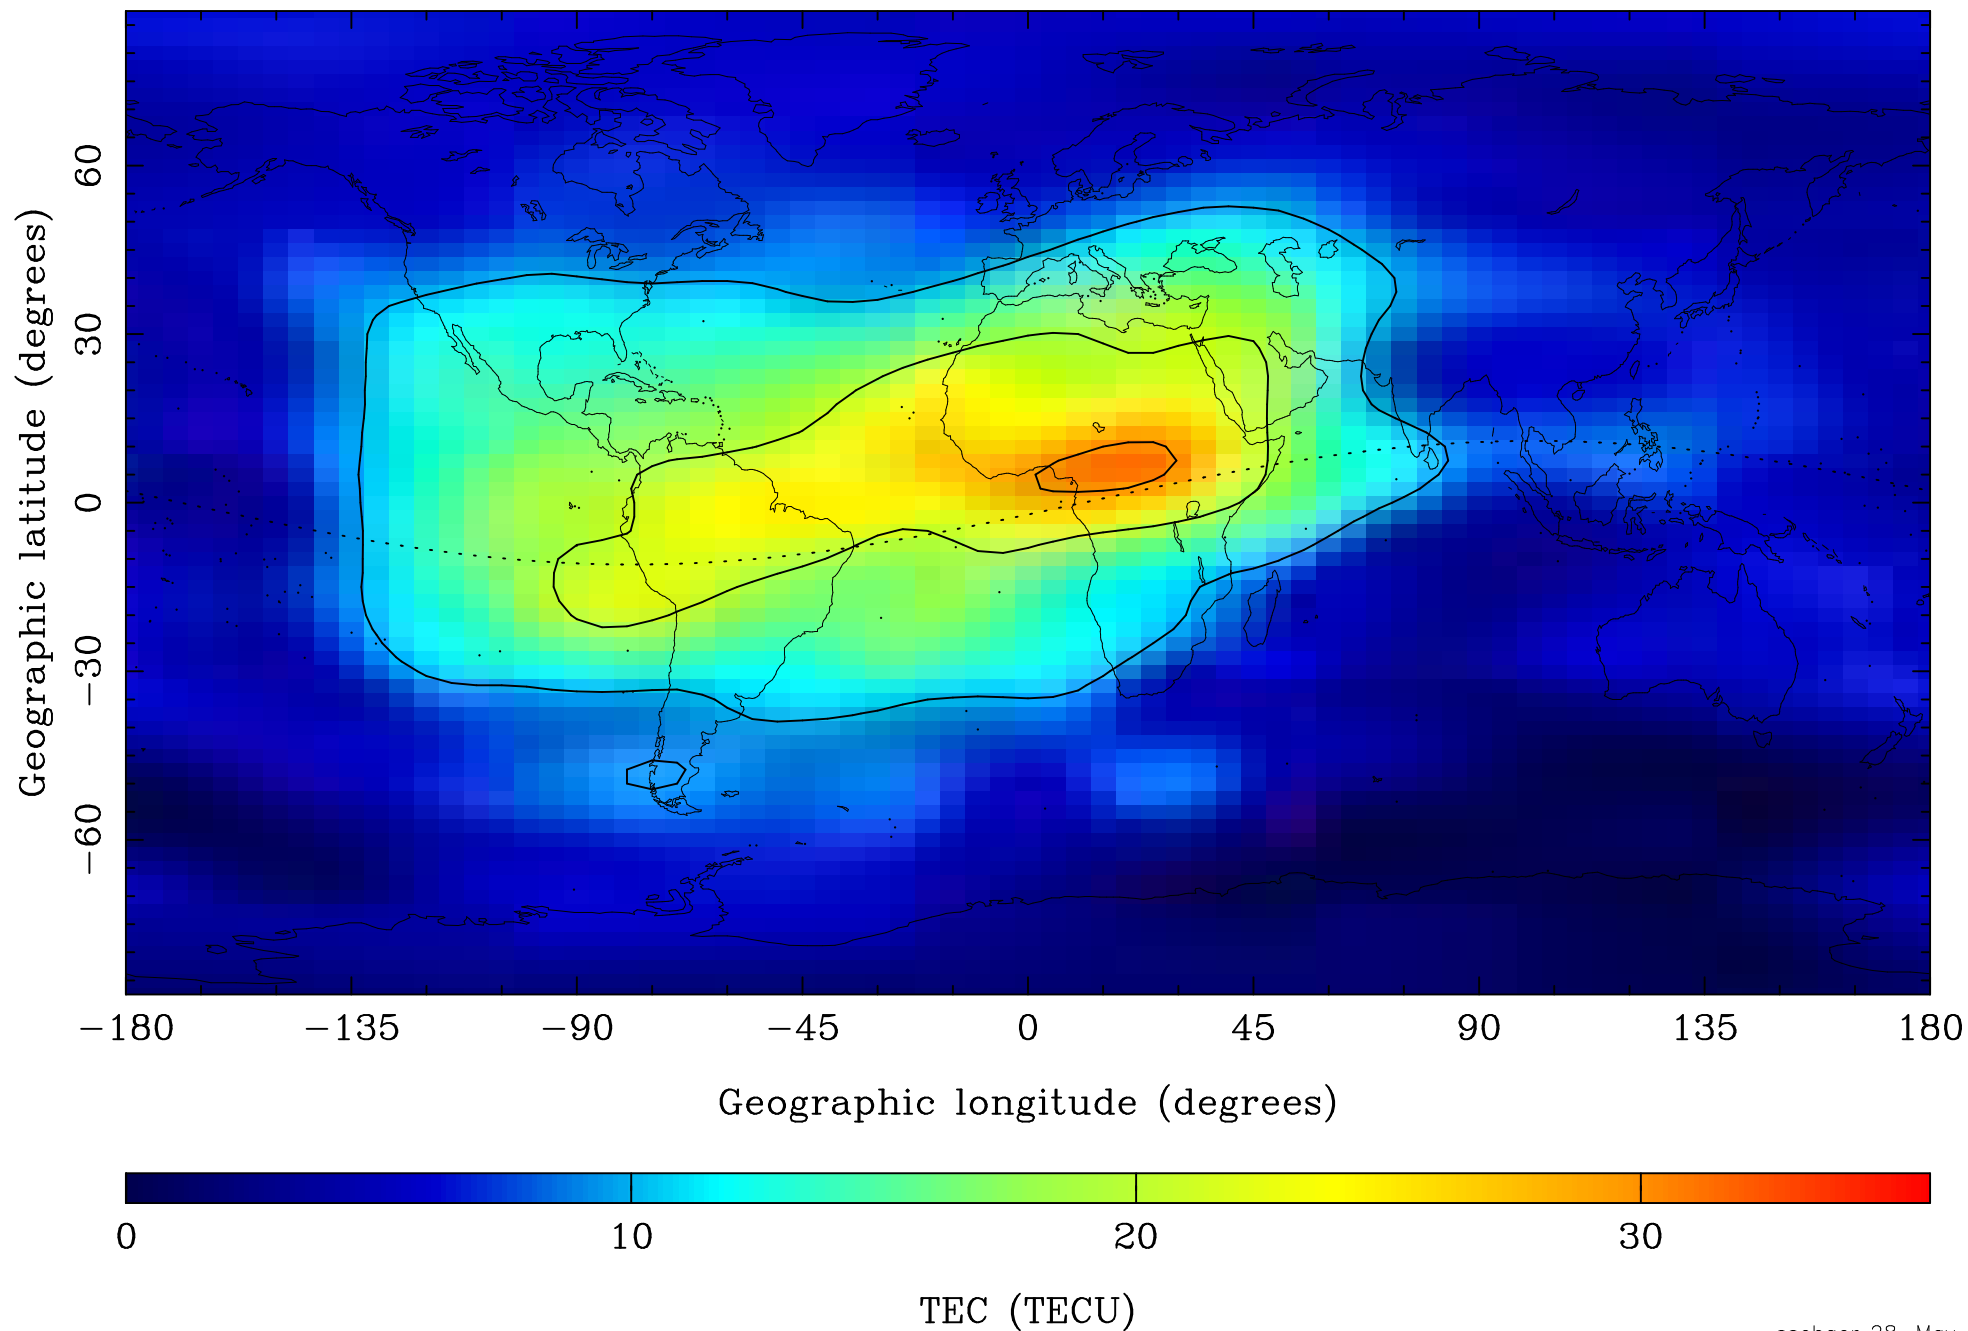 Geographic latitude (degrees)
60
30
0
−30
−60
−180 −135 −90 −45 0 45 90 135 180
Geographic longitude (degrees)
0 10 20 30
TEC (TECU)